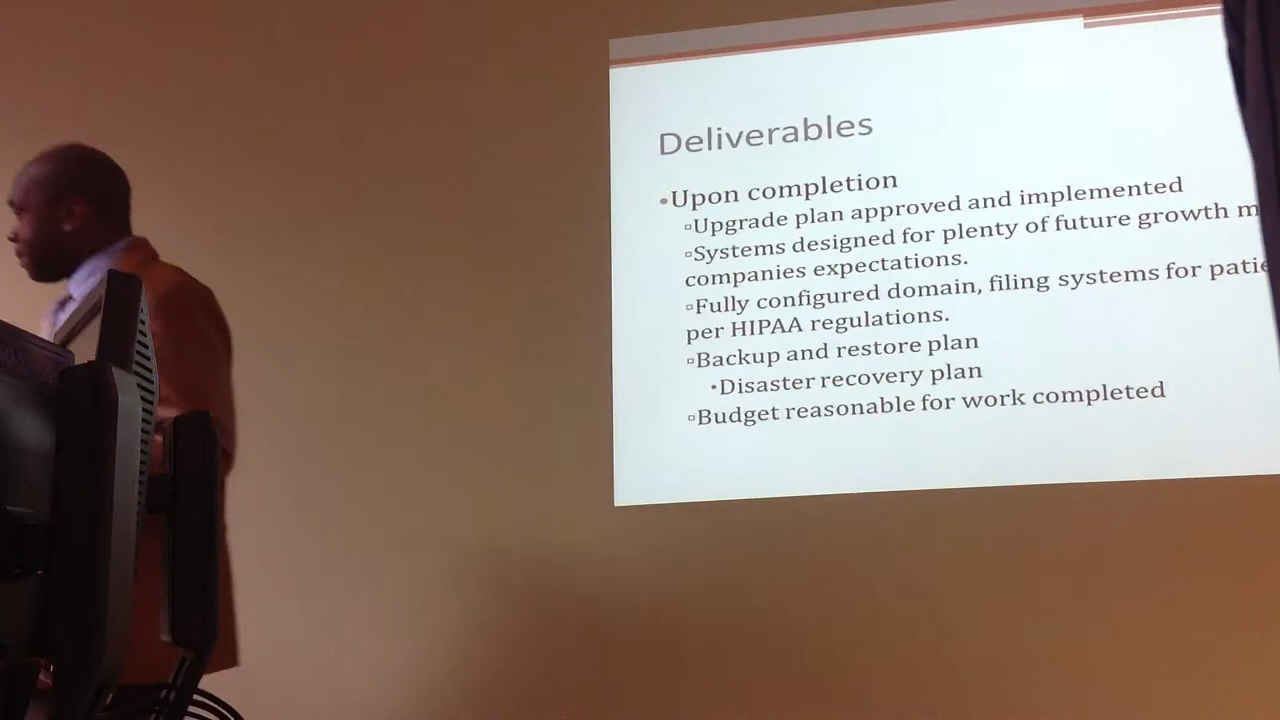 Deliverables
•Upon completion
▫Upgrade plan approved and implemented
▫Systems designed for plenty of future growth
companies expectations.
▫Fully configured domain, filing systems for
per HIPAA regulations.
▫Backup and restore plan
•Disaster recovery plan
▫Budget reasonable for work completed